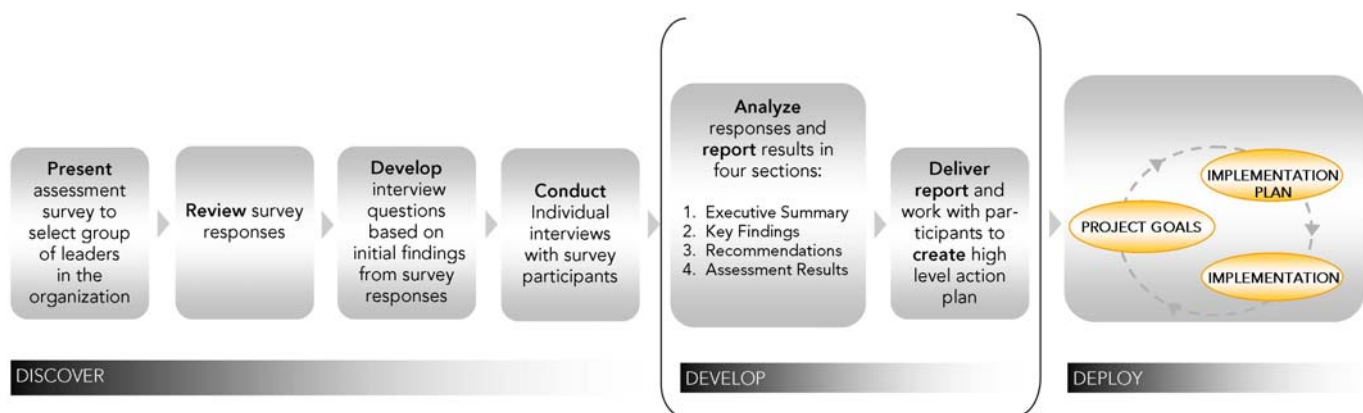 Present
assessment
survey to
select group
of leaders
in the
organization
Review survey
responses
Develop
interview
questions
based on
initial findings
from survey
responses
Conduct
Individual
interviews
with survey
participants
Analyze
responses and
report results in
four sections:
1. Executive Summary
2. Key Findings
3. Recommendations
4. Assessment Results
Deliver
report and
work with par-
ticipants to
create high
level action
plan
IMPLEMENTATION
PLAN
PROJECT GOALS
IMPLEMENTATION
DISCOVER
DEVELOP
DEPLOY